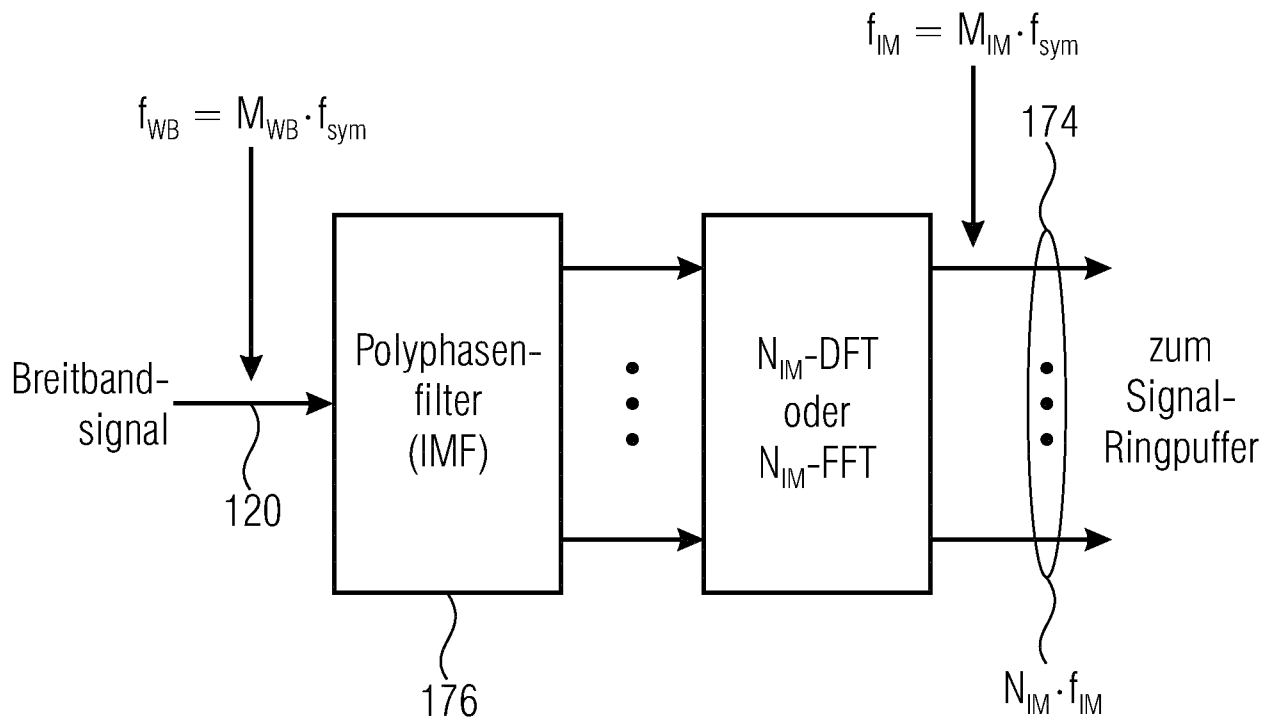 f_IM = M_IM·f_sym
f_WB = M_WB·f_sym
174
Breitband-
signal
120
Polyphasen-
filter
(IMF)
176
N_IM-DFT
oder
N_IM-FFT
zum
Signal-
Ringpuffer
N_IM·f_IM